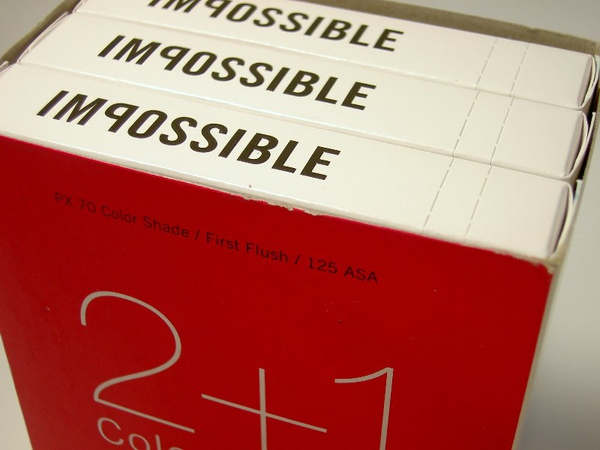 IMPOSSIBLE
IMPOSSIBLE
IMPOSSIBLE
PX 70 Color Shade / First Flush / 125 ASA
2+1